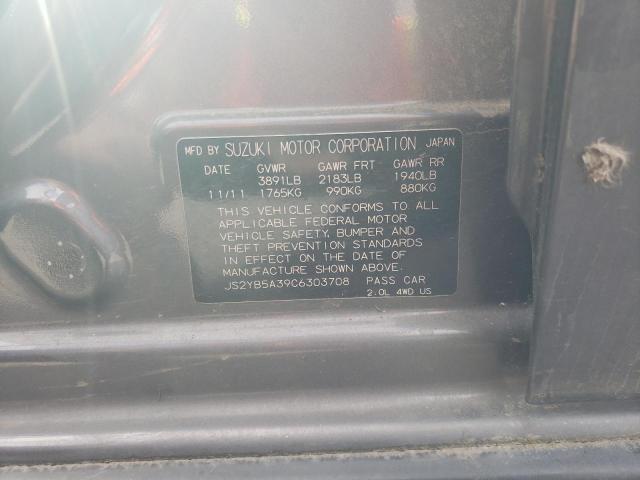 MFD BY SUZUKI MOTOR CORPORATION JAPAN
DATE GVWR GAWR FRT GAWR RR
3891LB 2183LB 1940LB
11/11 1765KG 990KG 880KG
THIS VEHICLE CONFORMS TO ALL
APPLICABLE FEDERAL MOTOR
VEHICLE SAFETY, BUMPER AND
THEFT PREVENTION STANDARDS
IN EFFECT ON THE DATE OF
MANUFACTURE SHOWN ABOVE.
JS2YB5A39C6303708 PASS CAR
2.0L 4WD US